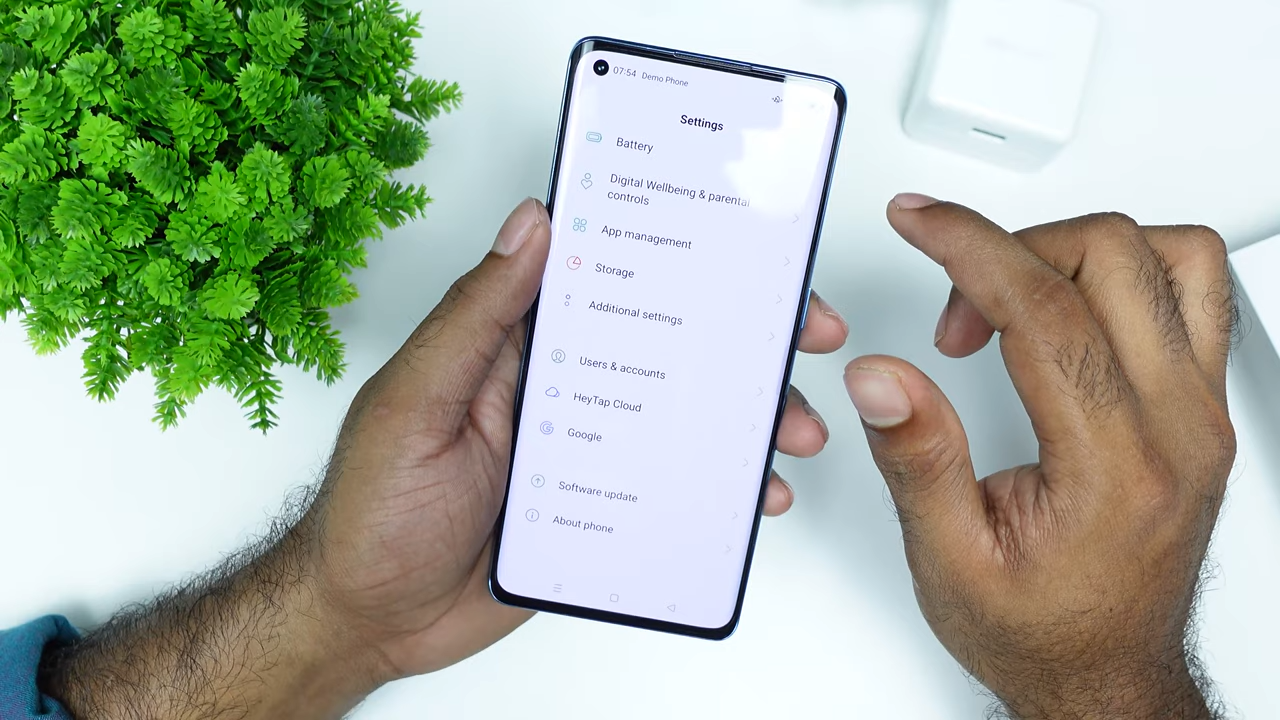 07:54 Demo Phone
Settings
Battery
Digital Wellbeing & parental
controls
App management
Storage
Additional settings
Users & accounts
HeyTap Cloud
Google
Software update
About phone